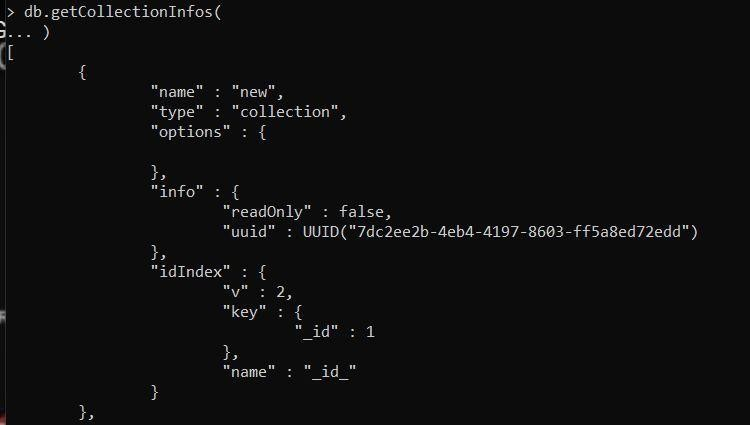 > db.getCollectionInfos(
... )
[
        {
                "name" : "new",
                "type" : "collection",
                "options" : {

                },
                "info" : {
                        "readOnly" : false,
                        "uuid" : UUID("7dc2ee2b-4eb4-4197-8603-ff5a8ed72edd")
                },
                "idIndex" : {
                        "v" : 2,
                        "key" : {
                                "_id" : 1
                        },
                        "name" : "_id_"
                }
        },